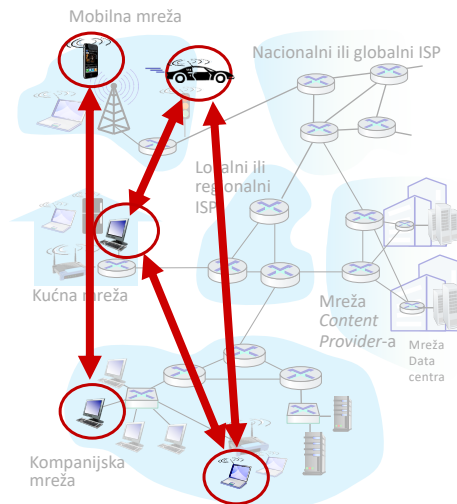 Mobilna mreža
Nacionalni ili globalni ISP
Lokalni ili
regionalni
ISP
Kućna mreža
Mreža
Content
Provider-a
Mreža
Data
centra
Kompanijska
mreža